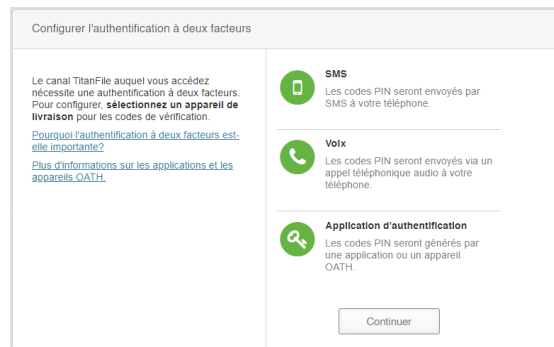 Configurer l'authentification à deux facteurs
Le canal TitanFile auquel vous accédez
nécessite une authentification à deux facteurs.
Pour configurer, sélectionnez un appareil de
livraison pour les codes de vérification.
Pourquoi l'authentification à deux facteurs est-
elle importante?
Plus d'informations sur les applications et les
appareils OATH.
SMS
Les codes PIN seront envoyés par
SMS à votre téléphone.
Voix
Les codes PIN seront envoyés via un
appel téléphonique audio à votre
téléphone.
Application d'authentification
Les codes PIN seront générés par
une application ou un appareil
OATH.
Continuer